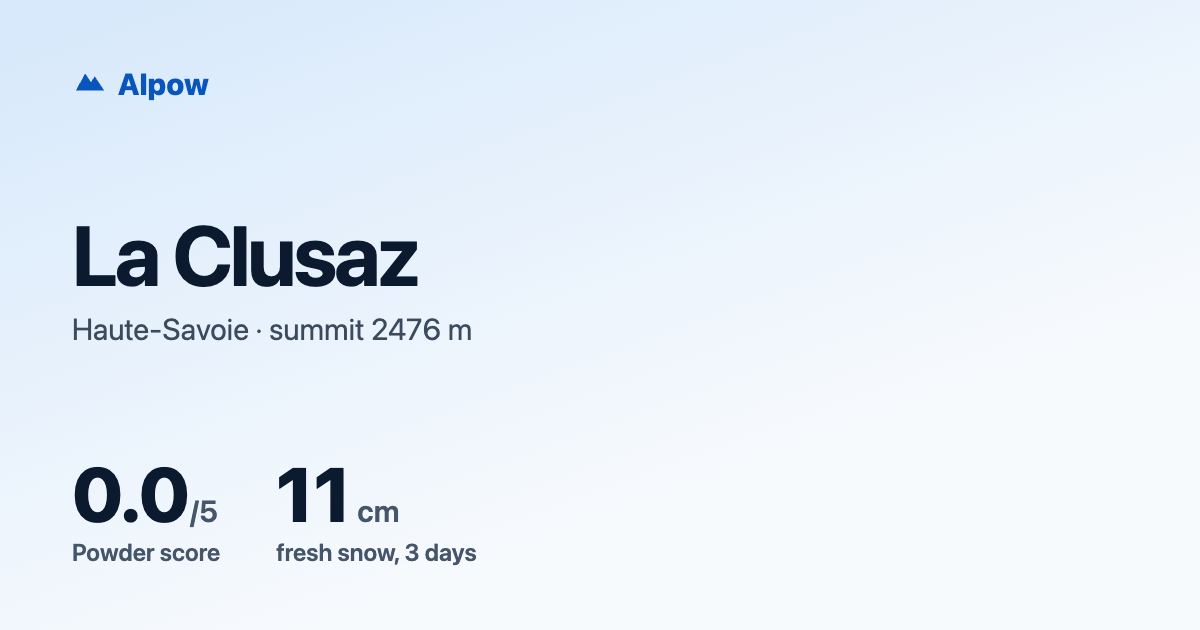 Alpow
La Clusaz
Haute-Savoie · summit 2476 m
0.0/5 11 cm
Powder score fresh snow, 3 days